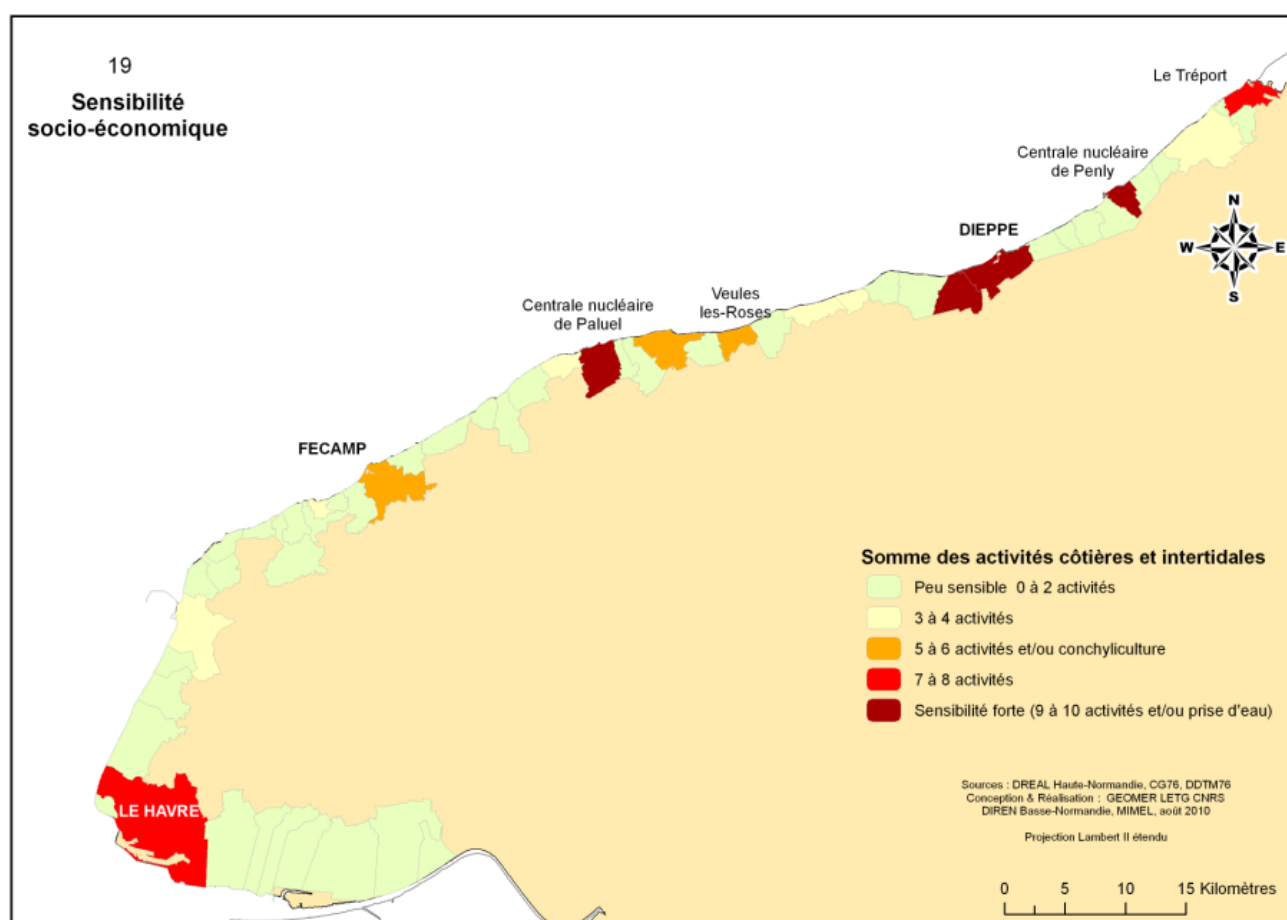 19
Sensibilité
socio-économique
Le Tréport
Centrale nucléaire
de Penly
N
W
E
S
DIEPPE
Centrale nucléaire
de Paluel
Veules
les-Roses
FECAMP
LE HAVRE
Somme des activités côtières et intertidales
Peu sensible 0 à 2 activités
3 à 4 activités
5 à 6 activités et/ou conchyliculture
7 à 8 activités
Sensibilité forte (9 à 10 activités et/ou prise d'eau)
Sources : DREAL Haute-Normandie, CG76, DDTM76
Conception & Réalisation : GEOMER LETG CNRS
DIREN Basse-Normandie, MIMEL, août 2010
Projection Lambert II étendu
0 5 10 15 Kilomètres